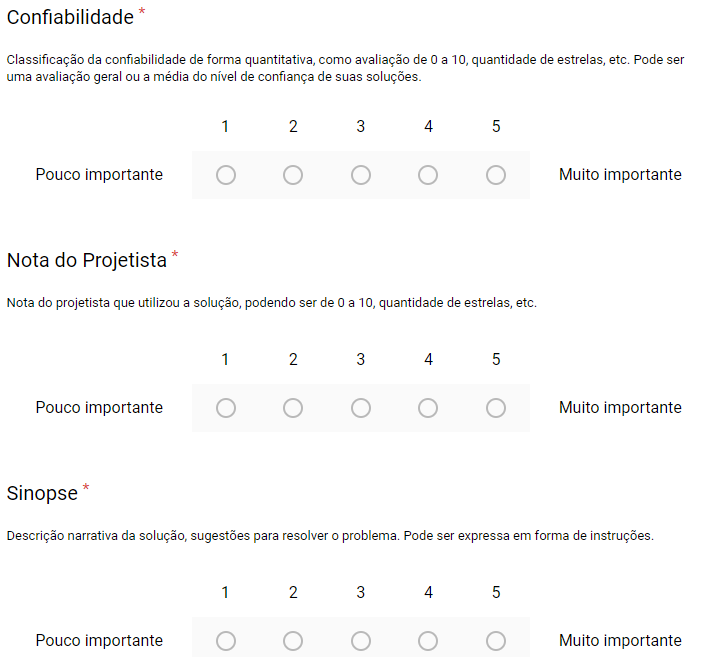 Confiabilidade *
Classificação da confiabilidade de forma quantitativa, como avaliação de 0 a 10, quantidade de estrelas, etc. Pode ser
uma avaliação geral ou a média do nível de confiança de suas soluções.
1 2 3 4 5
Pouco importante Muito importante
Nota do Projetista *
Nota do projetista que utilizou a solução, podendo ser de 0 a 10, quantidade de estrelas, etc.
1 2 3 4 5
Pouco importante Muito importante
Sinopse *
Descrição narrativa da solução, sugestões para resolver o problema. Pode ser expressa em forma de instruções.
1 2 3 4 5
Pouco importante Muito importante